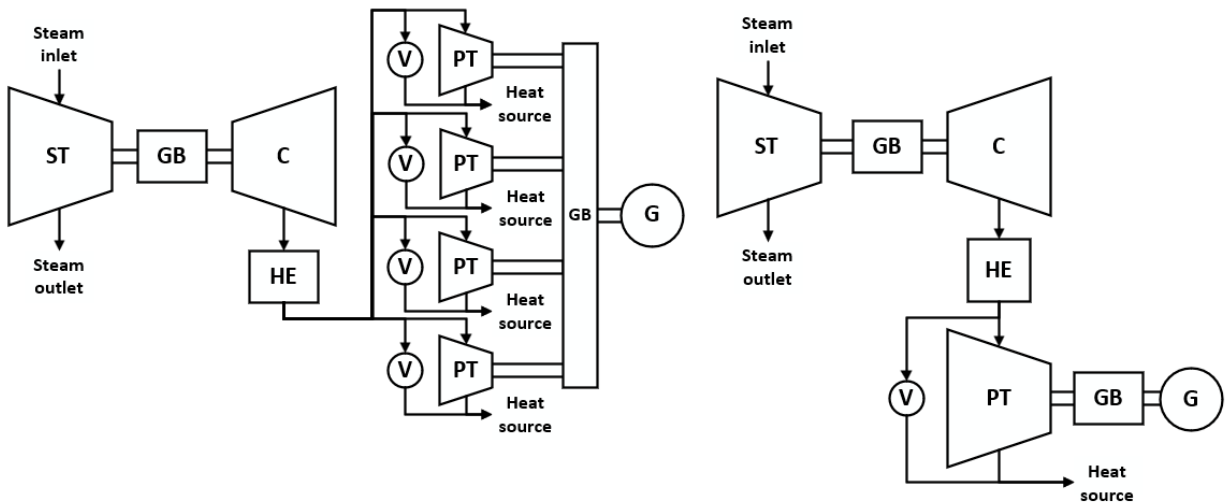 Steam
inlet
ST
GB
C
Steam
outlet
HE
V
PT
Heat
source
V
PT
Heat
source
V
PT
Heat
source
V
PT
Heat
source
GB
G
Steam
inlet
ST
GB
C
Steam
outlet
HE
V
PT
GB
G
Heat
source